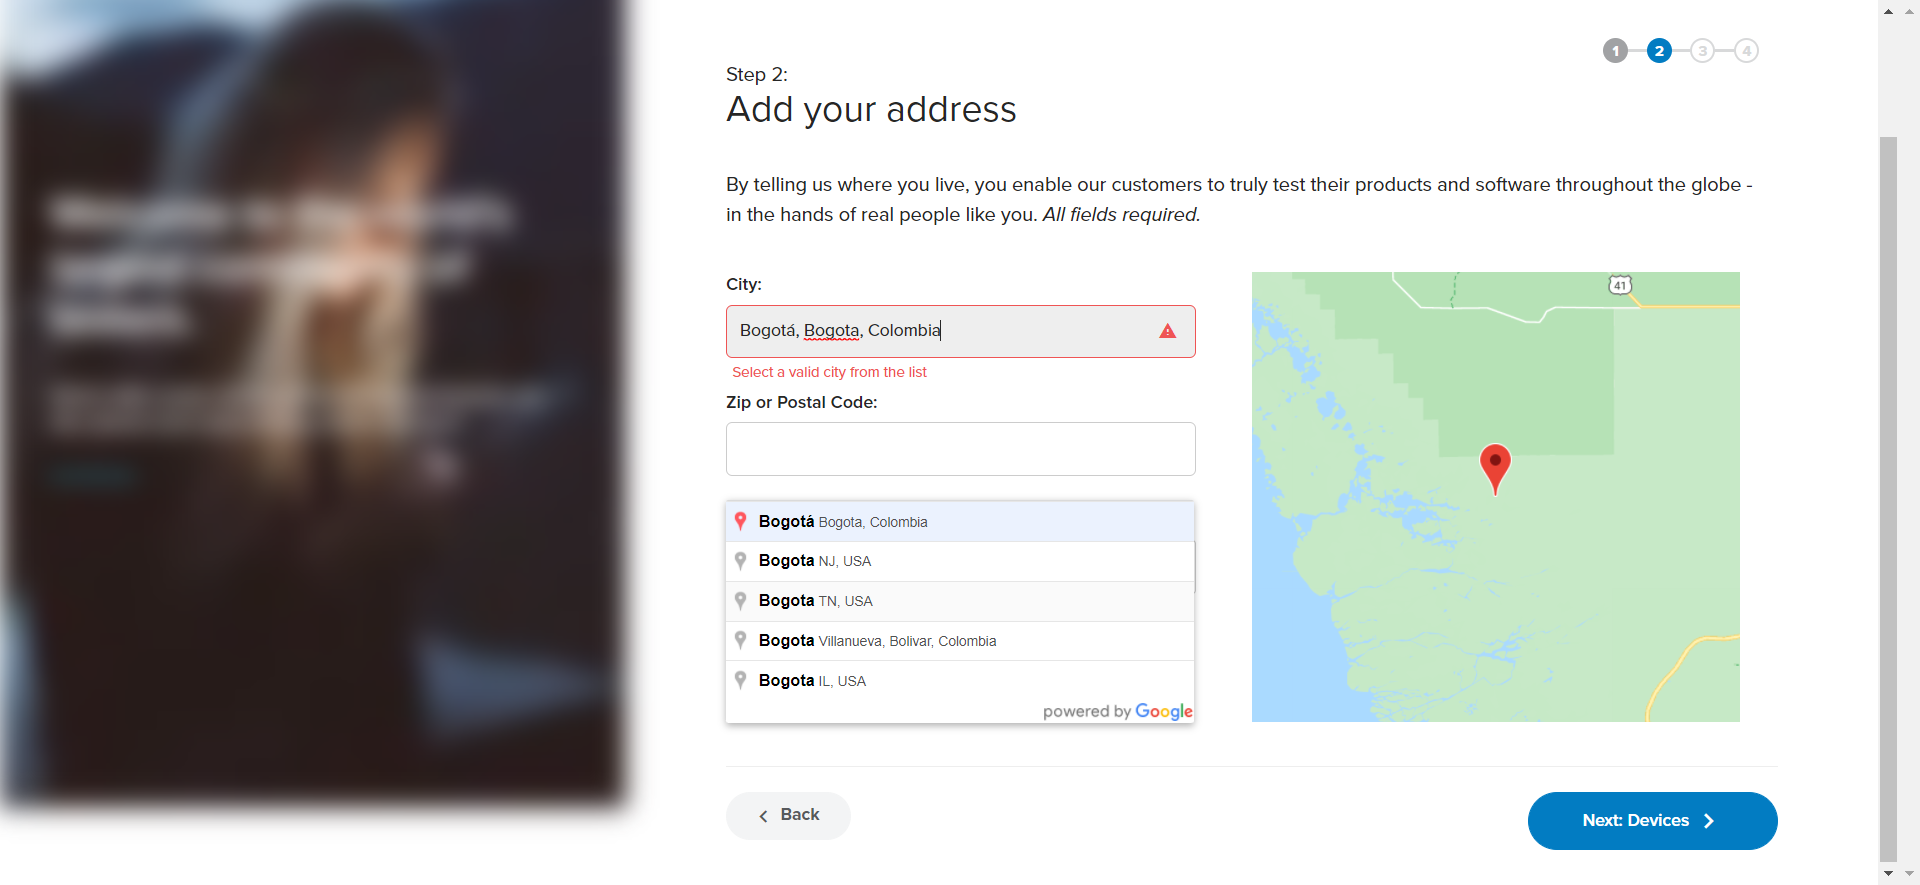 1 2 3 4
Step 2:
Add your address
By telling us where you live, you enable our customers to truly test their products and software throughout the globe -
in the hands of real people like you. All fields required.
City:
Bogotá, Bogota, Colombia
Select a valid city from the list
Zip or Postal Code:
Bogotá Bogota, Colombia
Bogota NJ, USA
Bogota TN, USA
Bogota Villanueva, Bolivar, Colombia
Bogota IL, USA
powered by Google
41
Back
Next: Devices